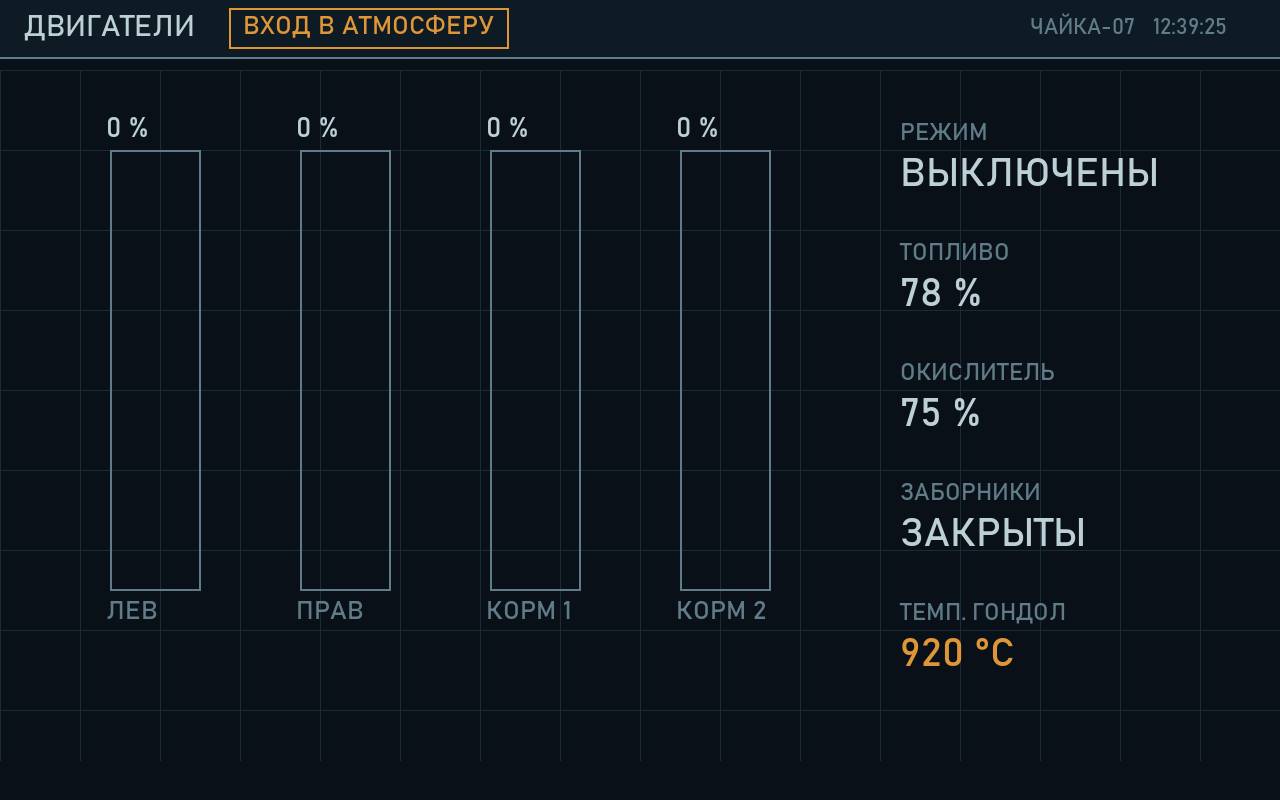 ДВИГАТЕЛИ
ВХОД В АТМОСФЕРУ
ЧАЙКА-07 12:39:25
0 % 0 % 0 % 0 %
ЛЕВ ПРАВ КОРМ 1 КОРМ 2
РЕЖИМ
ВЫКЛЮЧЕНЫ
ТОПЛИВО
78 %
ОКИСЛИТЕЛЬ
75 %
ЗАБОРНИКИ
ЗАКРЫТЫ
ТЕМП. ГОНДОЛ
920 °C